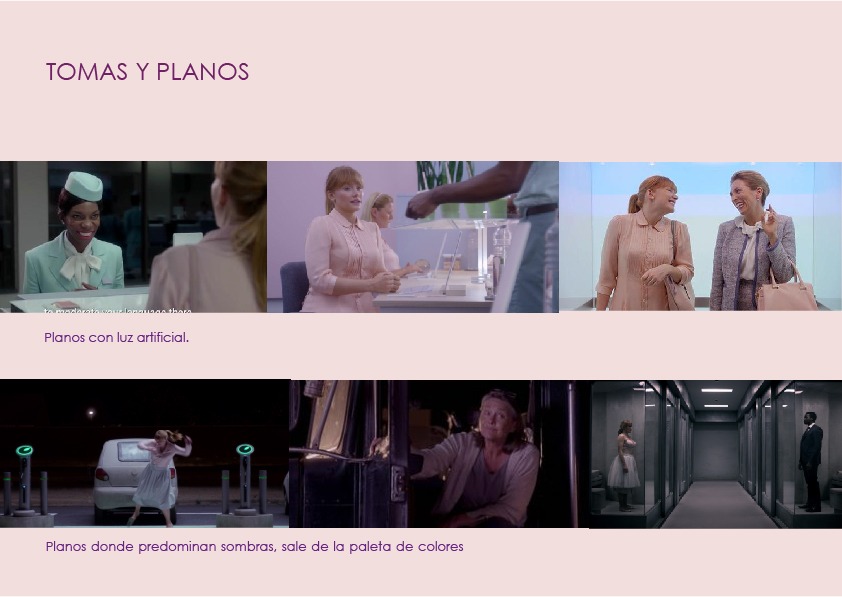 TOMAS Y PLANOS
to moderate your language there
Planos con luz artificial.
Planos donde predominan sombras, sale de la paleta de colores